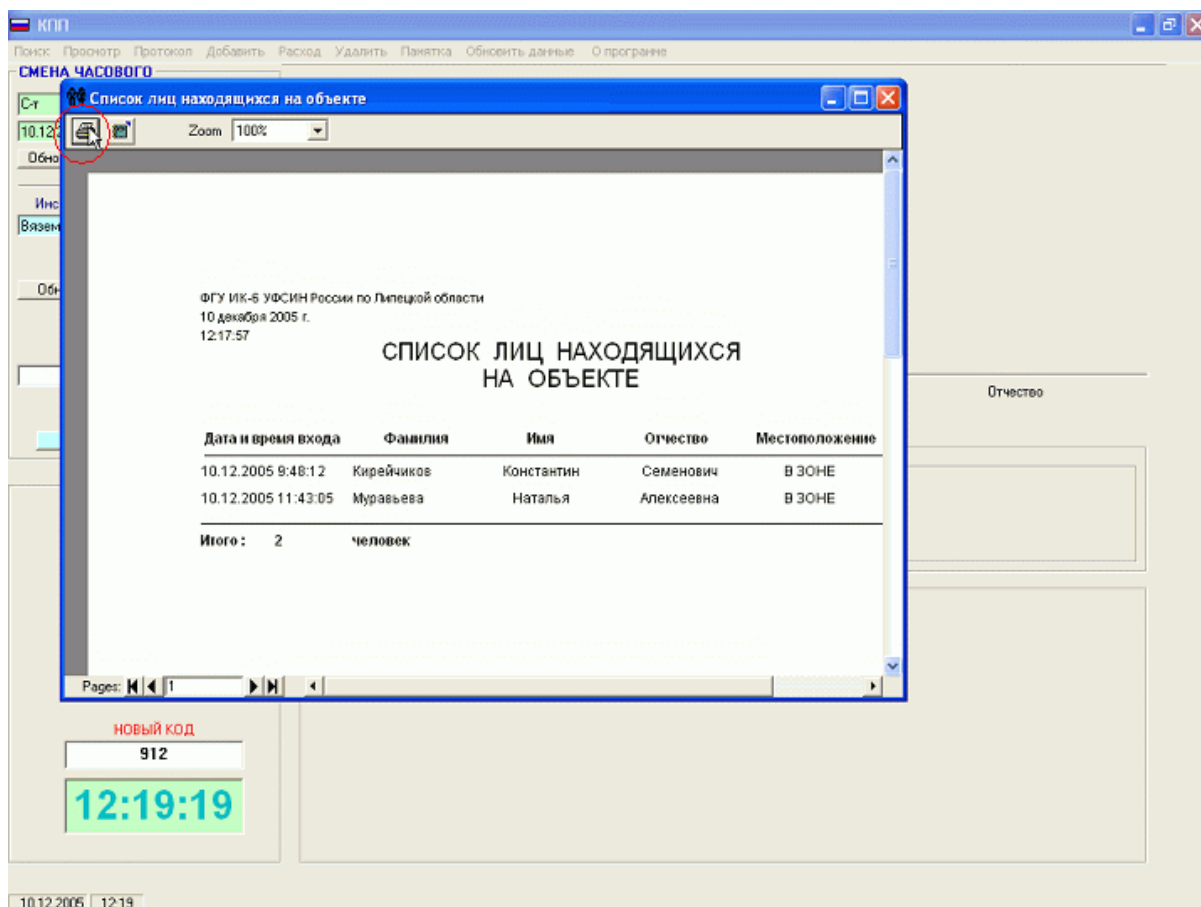 КПП
Поиск Просмотр Протокол Добавить Расход Удалить Памятка Обновить данные О программе
СМЕНА ЧАСОВОГО
Список лиц находящихся на объекте
С-т
10.12
Zoom 100%
ФГУ ИК-6 УФСИН России по Липецкой области
10 декабря 2005 г.
12:17:57
СПИСОК ЛИЦ НАХОДЯЩИХСЯ
НА ОБЪЕКТЕ
Отчество
Дата и время входа Фамилия Имя Отчество Местоположение
10.12.2005 9:48:12 Кирейчиков Константин Семенович В ЗОНЕ
10.12.2005 11:43:05 Муравьева Наталья Алексеевна В ЗОНЕ
Итого : 2 человек
Pages: 1
НОВЫЙ КОД
912
12:19:19
10.12.2005 12:19